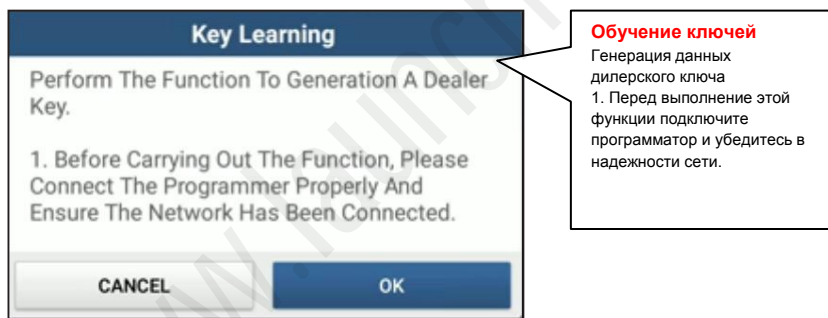 Key Learning
Perform The Function To Generation A Dealer
Key.
1. Before Carrying Out The Function, Please
Connect The Programmer Properly And
Ensure The Network Has Been Connected.
CANCEL
OK
Обучение ключей
Генерация данных
дилерского ключа
1. Перед выполнение этой
функции подключите
программатор и убедитесь в
надежности сети.